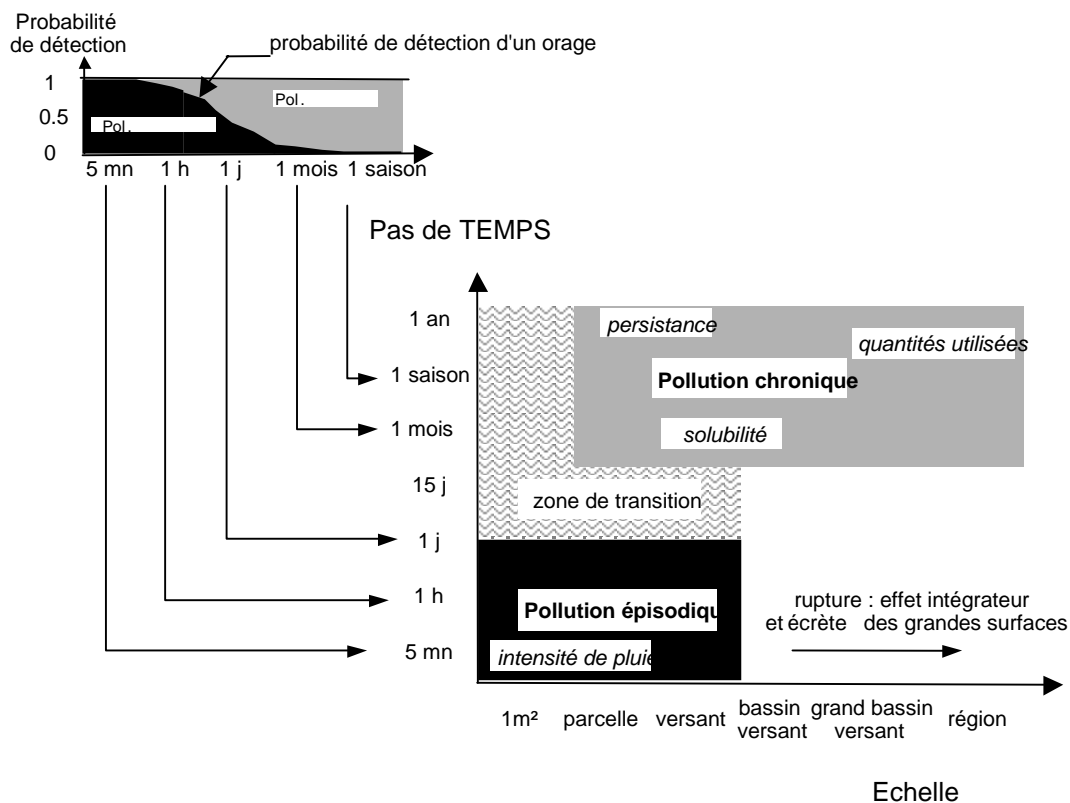 Probabilité
de détection
probabilité de détection d'un orage
1
0.5
0
Pol.
Pol.
5 mn 1 h 1 j 1 mois 1 saison
Pas de TEMPS
1 an
1 saison
1 mois
15 j
1 j
1 h
5 mn
persistance
quantités utilisées
Pollution chronique
solubilité
zone de transition
Pollution épisodiqu
intensité de pluie
rupture : effet intégrateur
et écrète des grandes surfaces
1m² parcelle versant bassin versant grand bassin versant région
Echelle